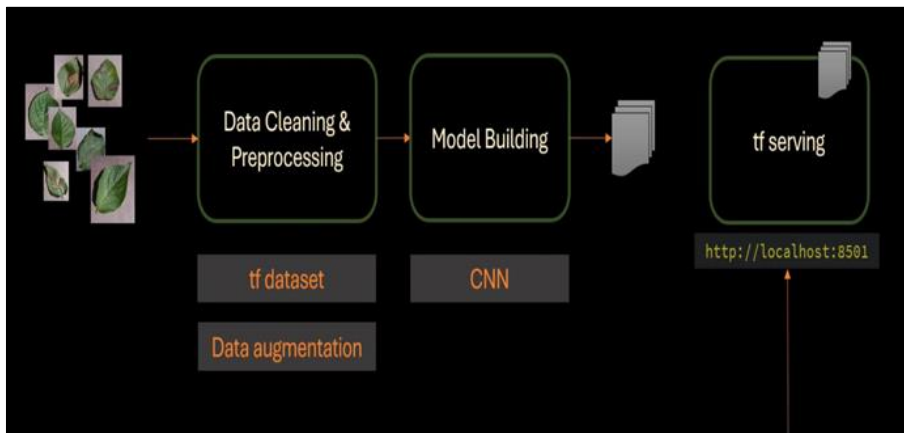 Data Cleaning &
Preprocessing
Model Building
tf serving
http://localhost:8501
tf dataset
CNN
Data augmentation